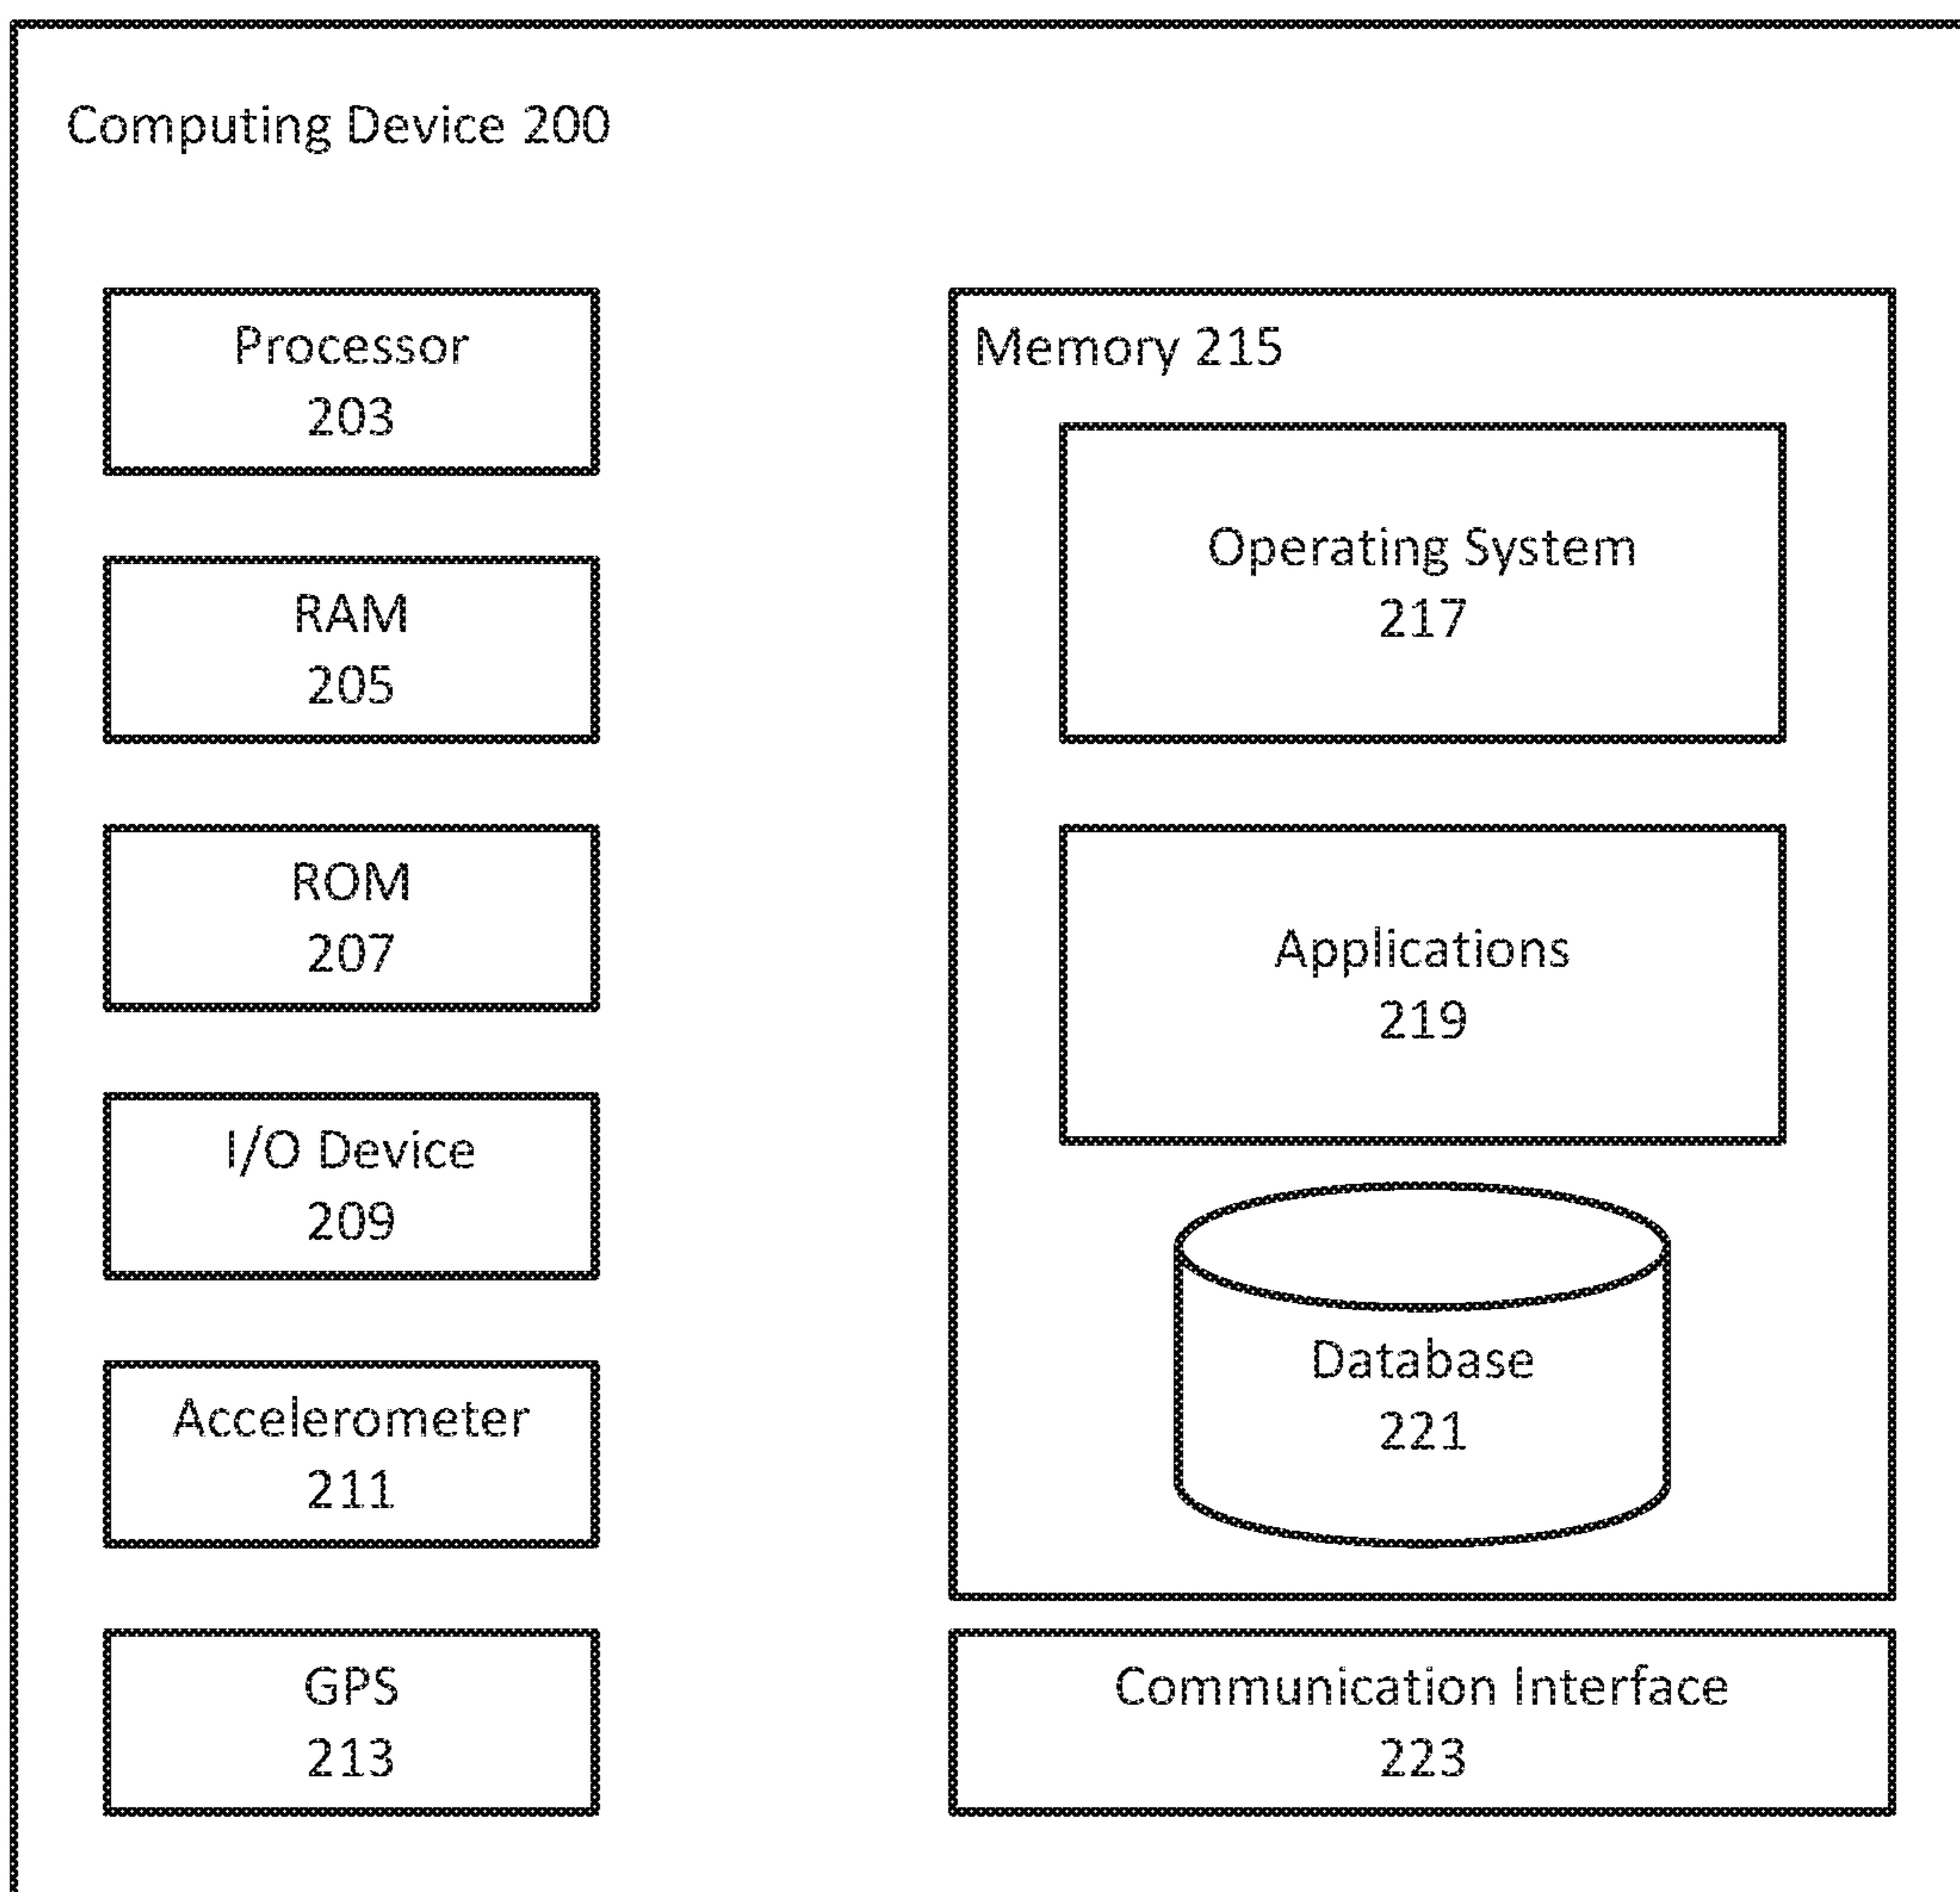 Computing Device 200
Processor
203
RAM
205
ROM
207
I/O Device
209
Accelerometer
211
GPS
213
Memory 215
Operating System
217
Applications
219
Database
221
Communication Interface
223